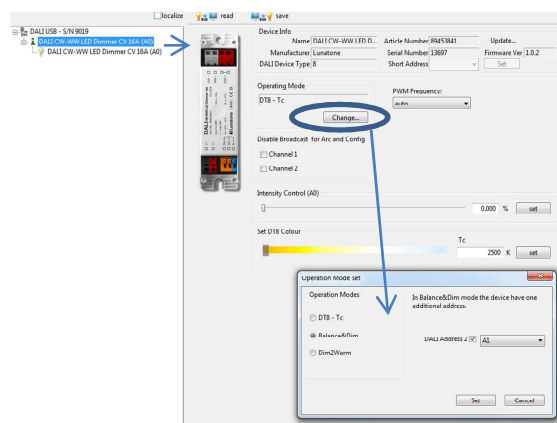 localize
read
save
DALI USB - S/N 9019
DALI CW-WW LED Dimmer CV 16A (A0)
DALI CW-WW LED Dimmer CV 16A (A0)
Device Info
Name DALI CW-WW LED D... Article Number 89453841 Update...
Manufacturer Lunatone Serial Number 13697 Firmware Ver 1.0.2
DALI Device Type 8 Short Address Set
Operating Mode
PWM Frequency:
DT8 - Tc
auto
Change...
Disable Broadcast for Arc and Config
Channel 1
Channel 2
Intensity Control (A0)
0.000 % set
Set DT8 Colour
Tc
2500 K set
Operation Mode set
Operation Modes
In Balance&Dim mode the device have one
additional address.
DT8 - Tc
Balance&Dim
DALI Address 2 A1
Dim2Warm
Set Cancel